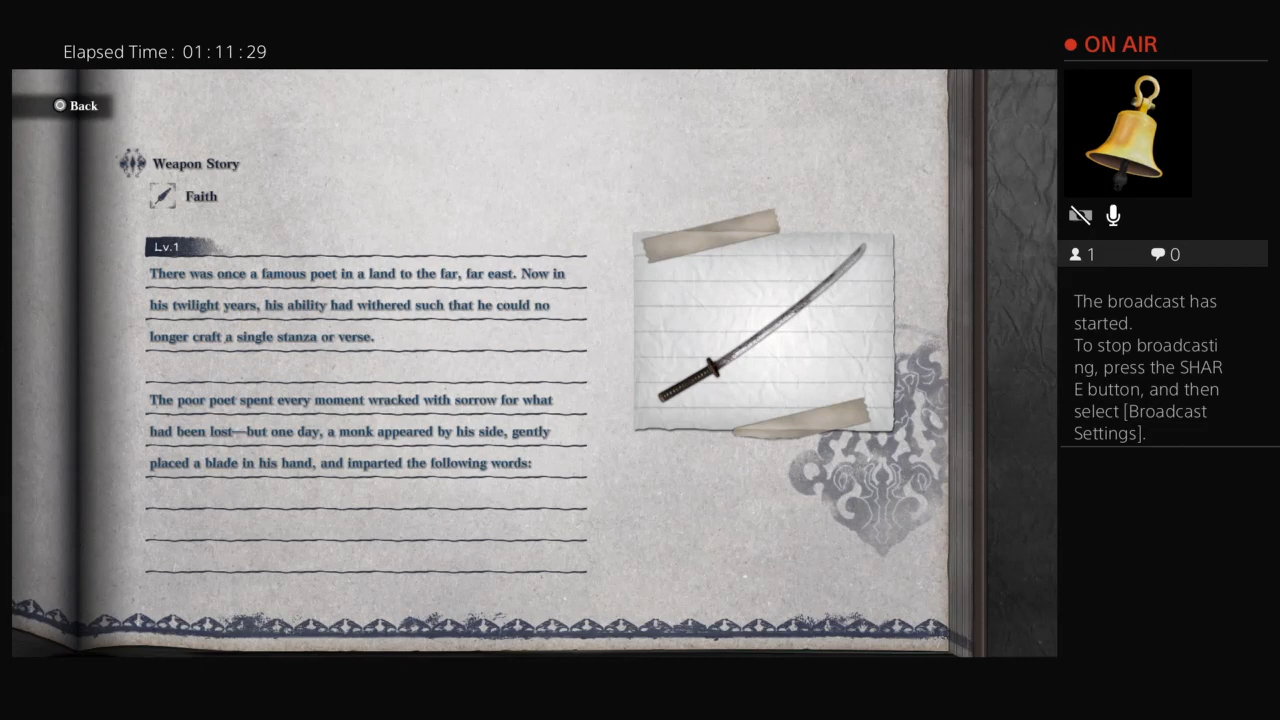 Elapsed Time: 01:11:29
ON AIR
Back
Weapon Story
Faith
Lv.1
There was once a famous poet in a land to the far, far east. Now in
his twilight years, his ability had withered such that he could no
longer craft a single stanza or verse.
The poor poet spent every moment wracked with sorrow for what
had been lost—but one day, a monk appeared by his side, gently
placed a blade in his hand, and imparted the following words:
1
0
The broadcast has
started.
To stop broadcasti
ng, press the SHAR
E button, and then
select [Broadcast
Settings].